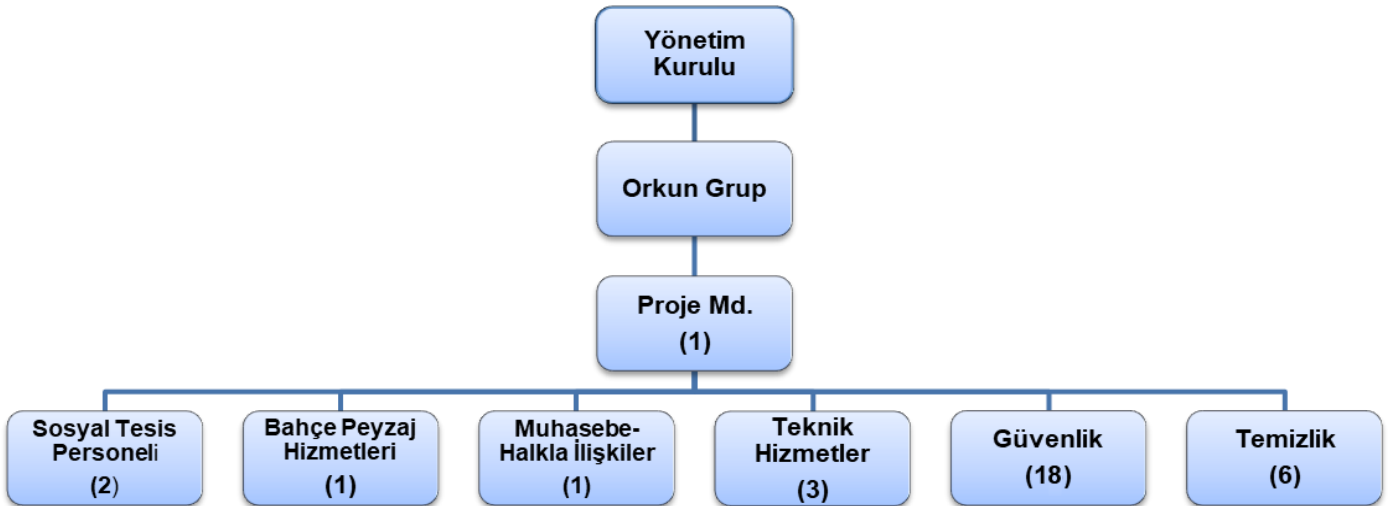 Yönetim
Kurulu
Orkun Grup
Proje Md.
(1)
Sosyal Tesis
Personeli
(2)
Bahçe Peyzaj
Hizmetleri
(1)
Muhasebe-
Halkla İlişkiler
(1)
Teknik
Hizmetler
(3)
Güvenlik
(18)
Temizlik
(6)